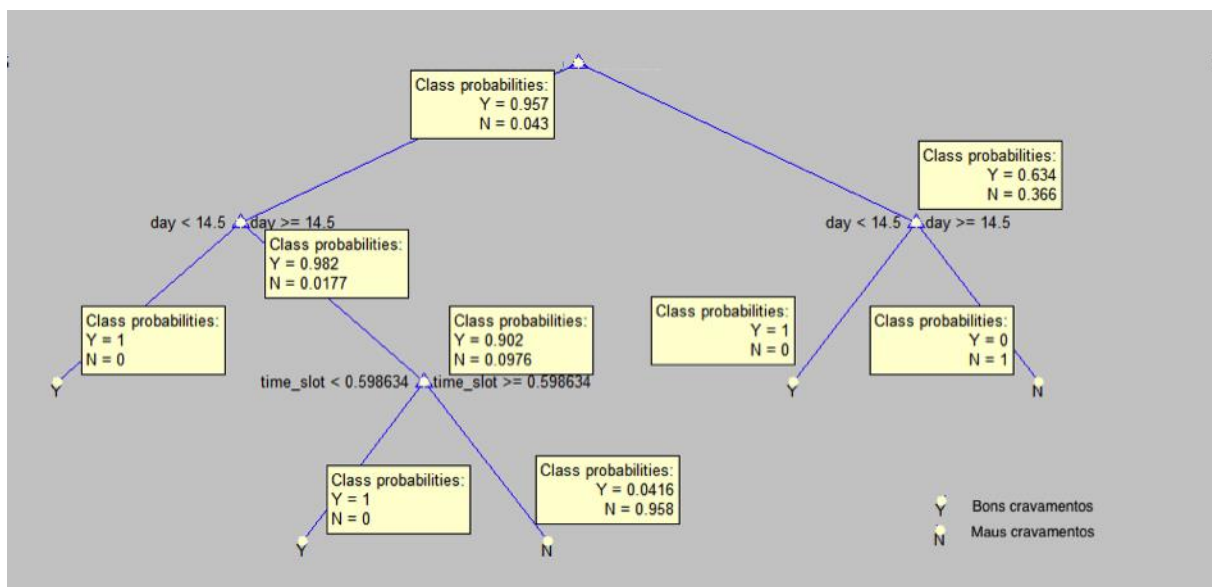 Class probabilities:
Y = 0.957
N = 0.043
Class probabilities:
Y = 0.634
N = 0.366
day < 14.5
day >= 14.5
day < 14.5
day >= 14.5
Class probabilities:
Y = 0.982
N = 0.0177
Class probabilities:
Y = 1
N = 0
Class probabilities:
Y = 0.902
N = 0.0976
Class probabilities:
Y = 1
N = 0
Class probabilities:
Y = 0
N = 1
Y
time_slot < 0.598634
time_slot >= 0.598634
Y
N
Class probabilities:
Y = 1
N = 0
Class probabilities:
Y = 0.0416
N = 0.958
Y
N
Y Bons cravamentos
N Maus cravamentos